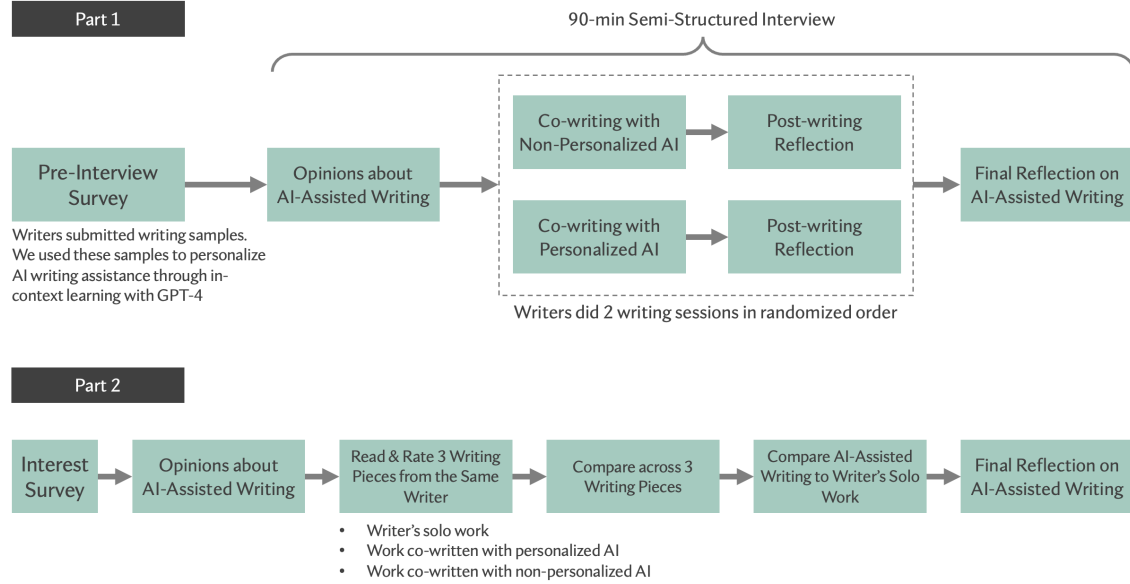 Part 1
90-min Semi-Structured Interview
Pre-Interview
Survey
Writers submitted writing samples.
We used these samples to personalize
AI writing assistance through in-
context learning with GPT-4
Opinions about
AI-Assisted Writing
Co-writing with
Non-Personalized AI
Post-writing
Reflection
Co-writing with
Personalized AI
Post-writing
Reflection
Writers did 2 writing sessions in randomized order
Final Reflection on
AI-Assisted Writing
Part 2
Interest
Survey
Opinions about
AI-Assisted Writing
Read & Rate 3 Writing
Pieces from the Same
Writer
• Writer's solo work
• Work co-written with personalized AI
• Work co-written with non-personalized AI
Compare across 3
Writing Pieces
Compare AI-Assisted
Writing to Writer's Solo
Work
Final Reflection on
AI-Assisted Writing